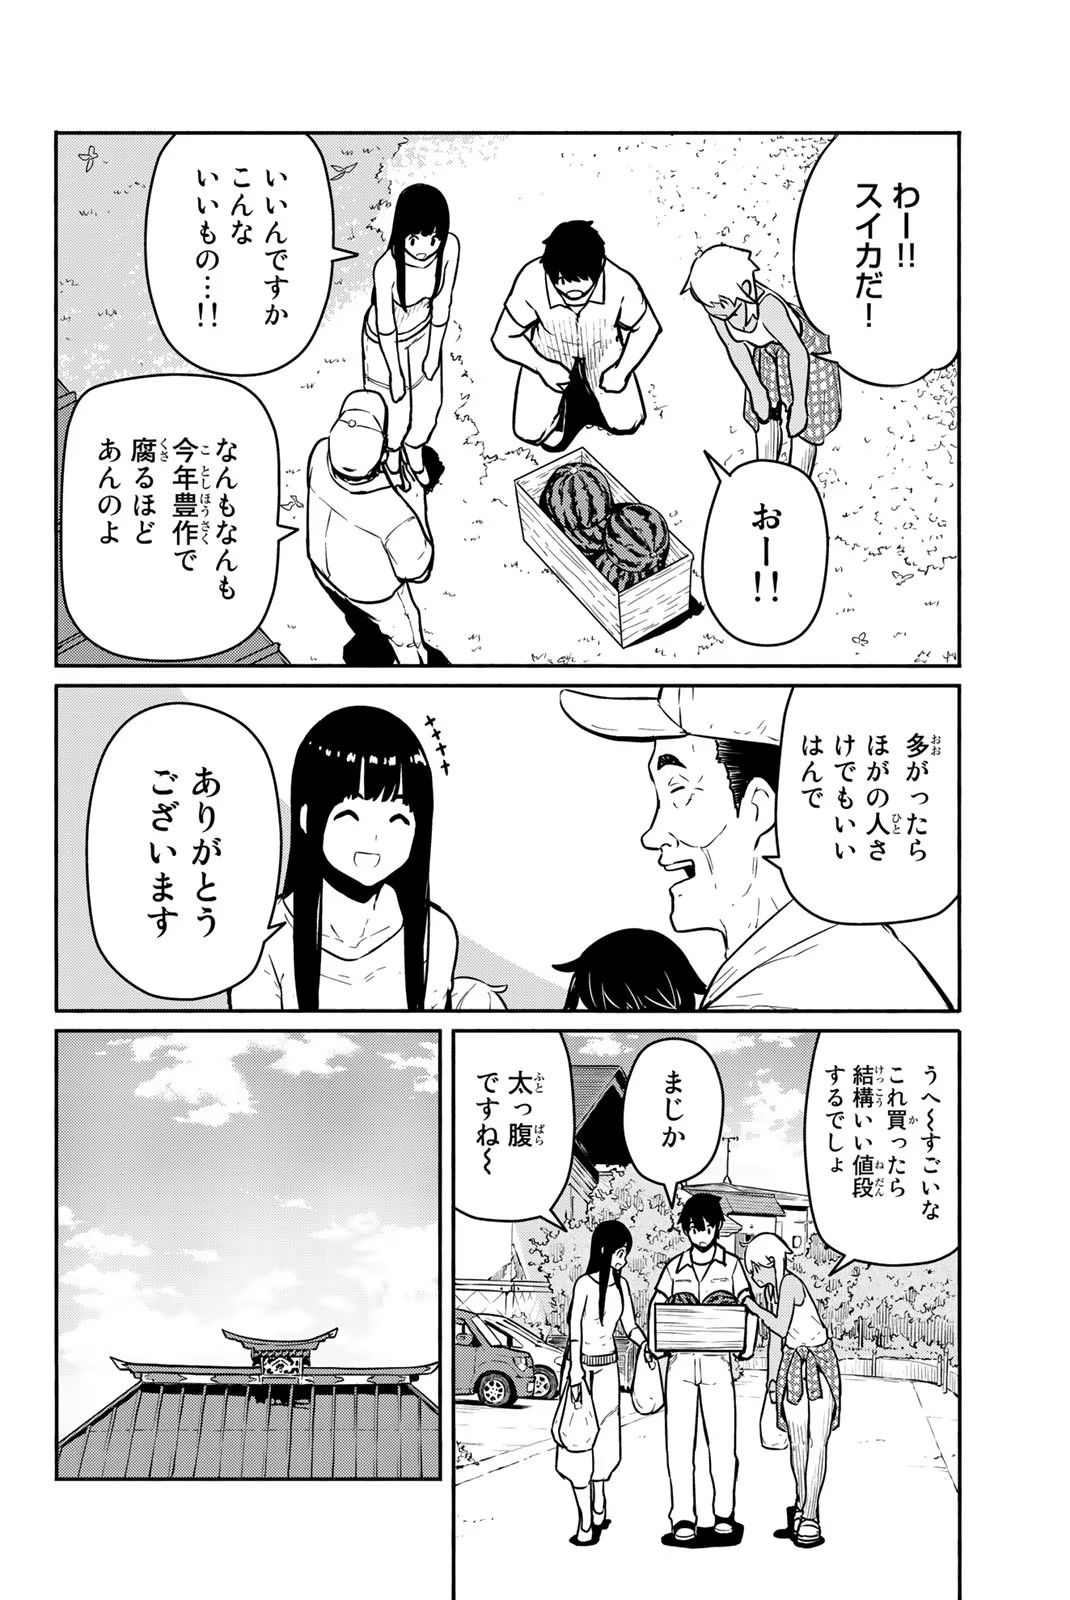 わー!!
スイカだ！
おー!!
いいんですか
こんな
いいもの…!!
なんもなんも
今年豊作で
腐るほど
あんのよ
多がったら
ほがの人さ
けでもいい
はんで
ありがとう
ございます
うへ〜すごいな
これ買ったら
結構いい値段
するでしょ
まじか
太っ腹
ですね〜